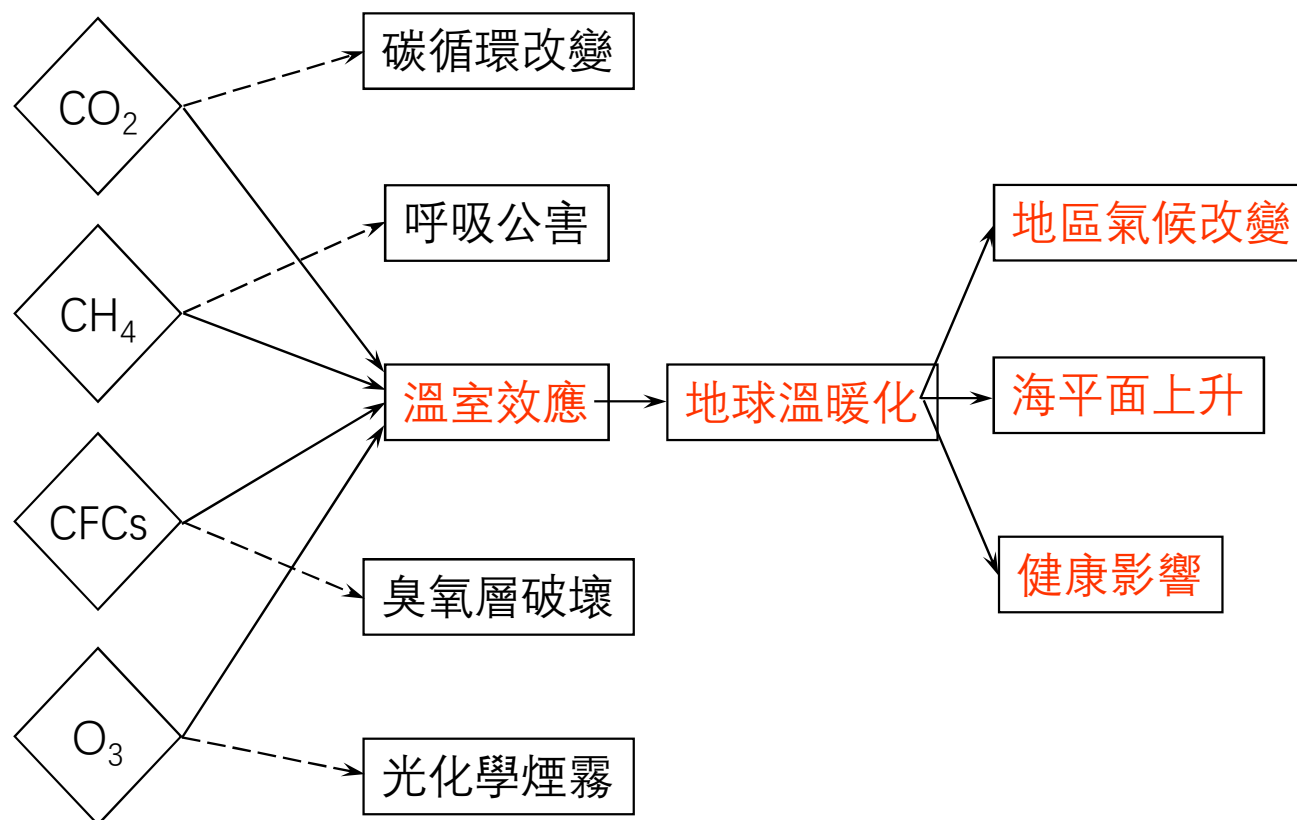 碳循環改變
CO₂
呼吸公害
地區氣候改變
CH₄
溫室效應
地球溫暖化
海平面上升
CFCs
臭氧層破壞
健康影響
O₃
光化學煙霧